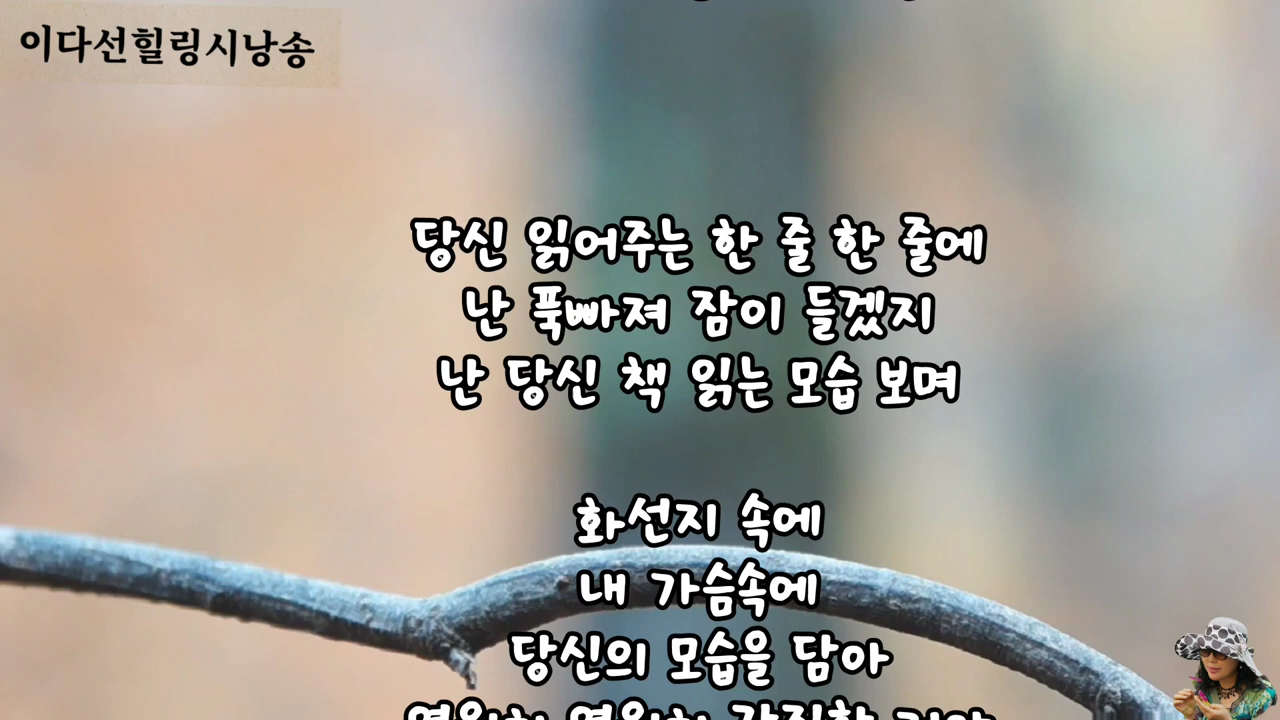 이다선힐링시낭송
당신 읽어주는 한 줄 한 줄에
난 푹빠져 잠이 들겠지
난 당신 책 읽는 모습 보며
화선지 속에
내 가슴속에
당신의 모습을 담아